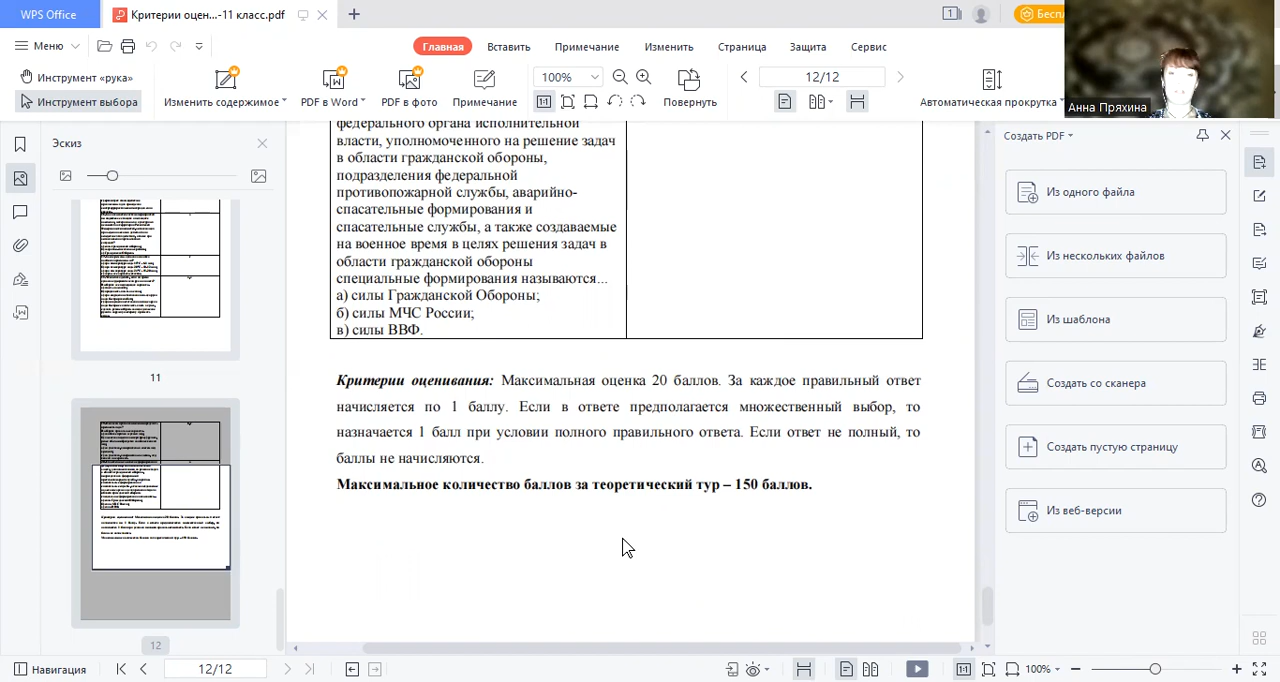 WPS Office
Критерии оцен...-11 класс.pdf
1
Беспл
Меню
Главная
Вставить
Примечание
Изменить
Страница
Защита
Сервис
Инструмент «рука»
Инструмент выбора
Изменить содержимое
PDF в Word
PDF в фото
Примечание
100%
1:1
Повернуть
12/12
Автоматическая прокрутка
Анна Пряхина
Эскиз
11
12
федерального органа исполнительной
власти, уполномоченного на решение задач
в области гражданской обороны,
подразделения федеральной
противопожарной службы, аварийно-
спасательные формирования и
спасательные службы, а также создаваемые
на военное время в целях решения задач в
области гражданской обороны
специальные формирования называются...
а) силы Гражданской Обороны;
б) силы МЧС России;
в) силы ВВФ.
Критерии оценивания: Максимальная оценка 20 баллов. За каждое правильный ответ
начисляется по 1 баллу. Если в ответе предполагается множественный выбор, то
назначается 1 балл при условии полного правильного ответа. Если ответ не полный, то
баллы не начисляются.
Максимальное количество баллов за теоретический тур – 150 баллов.
Создать PDF
Из одного файла
Из нескольких файлов
Из шаблона
Создать со сканера
Создать пустую страницу
Из веб-версии
Навигация
12/12
1:1
100%